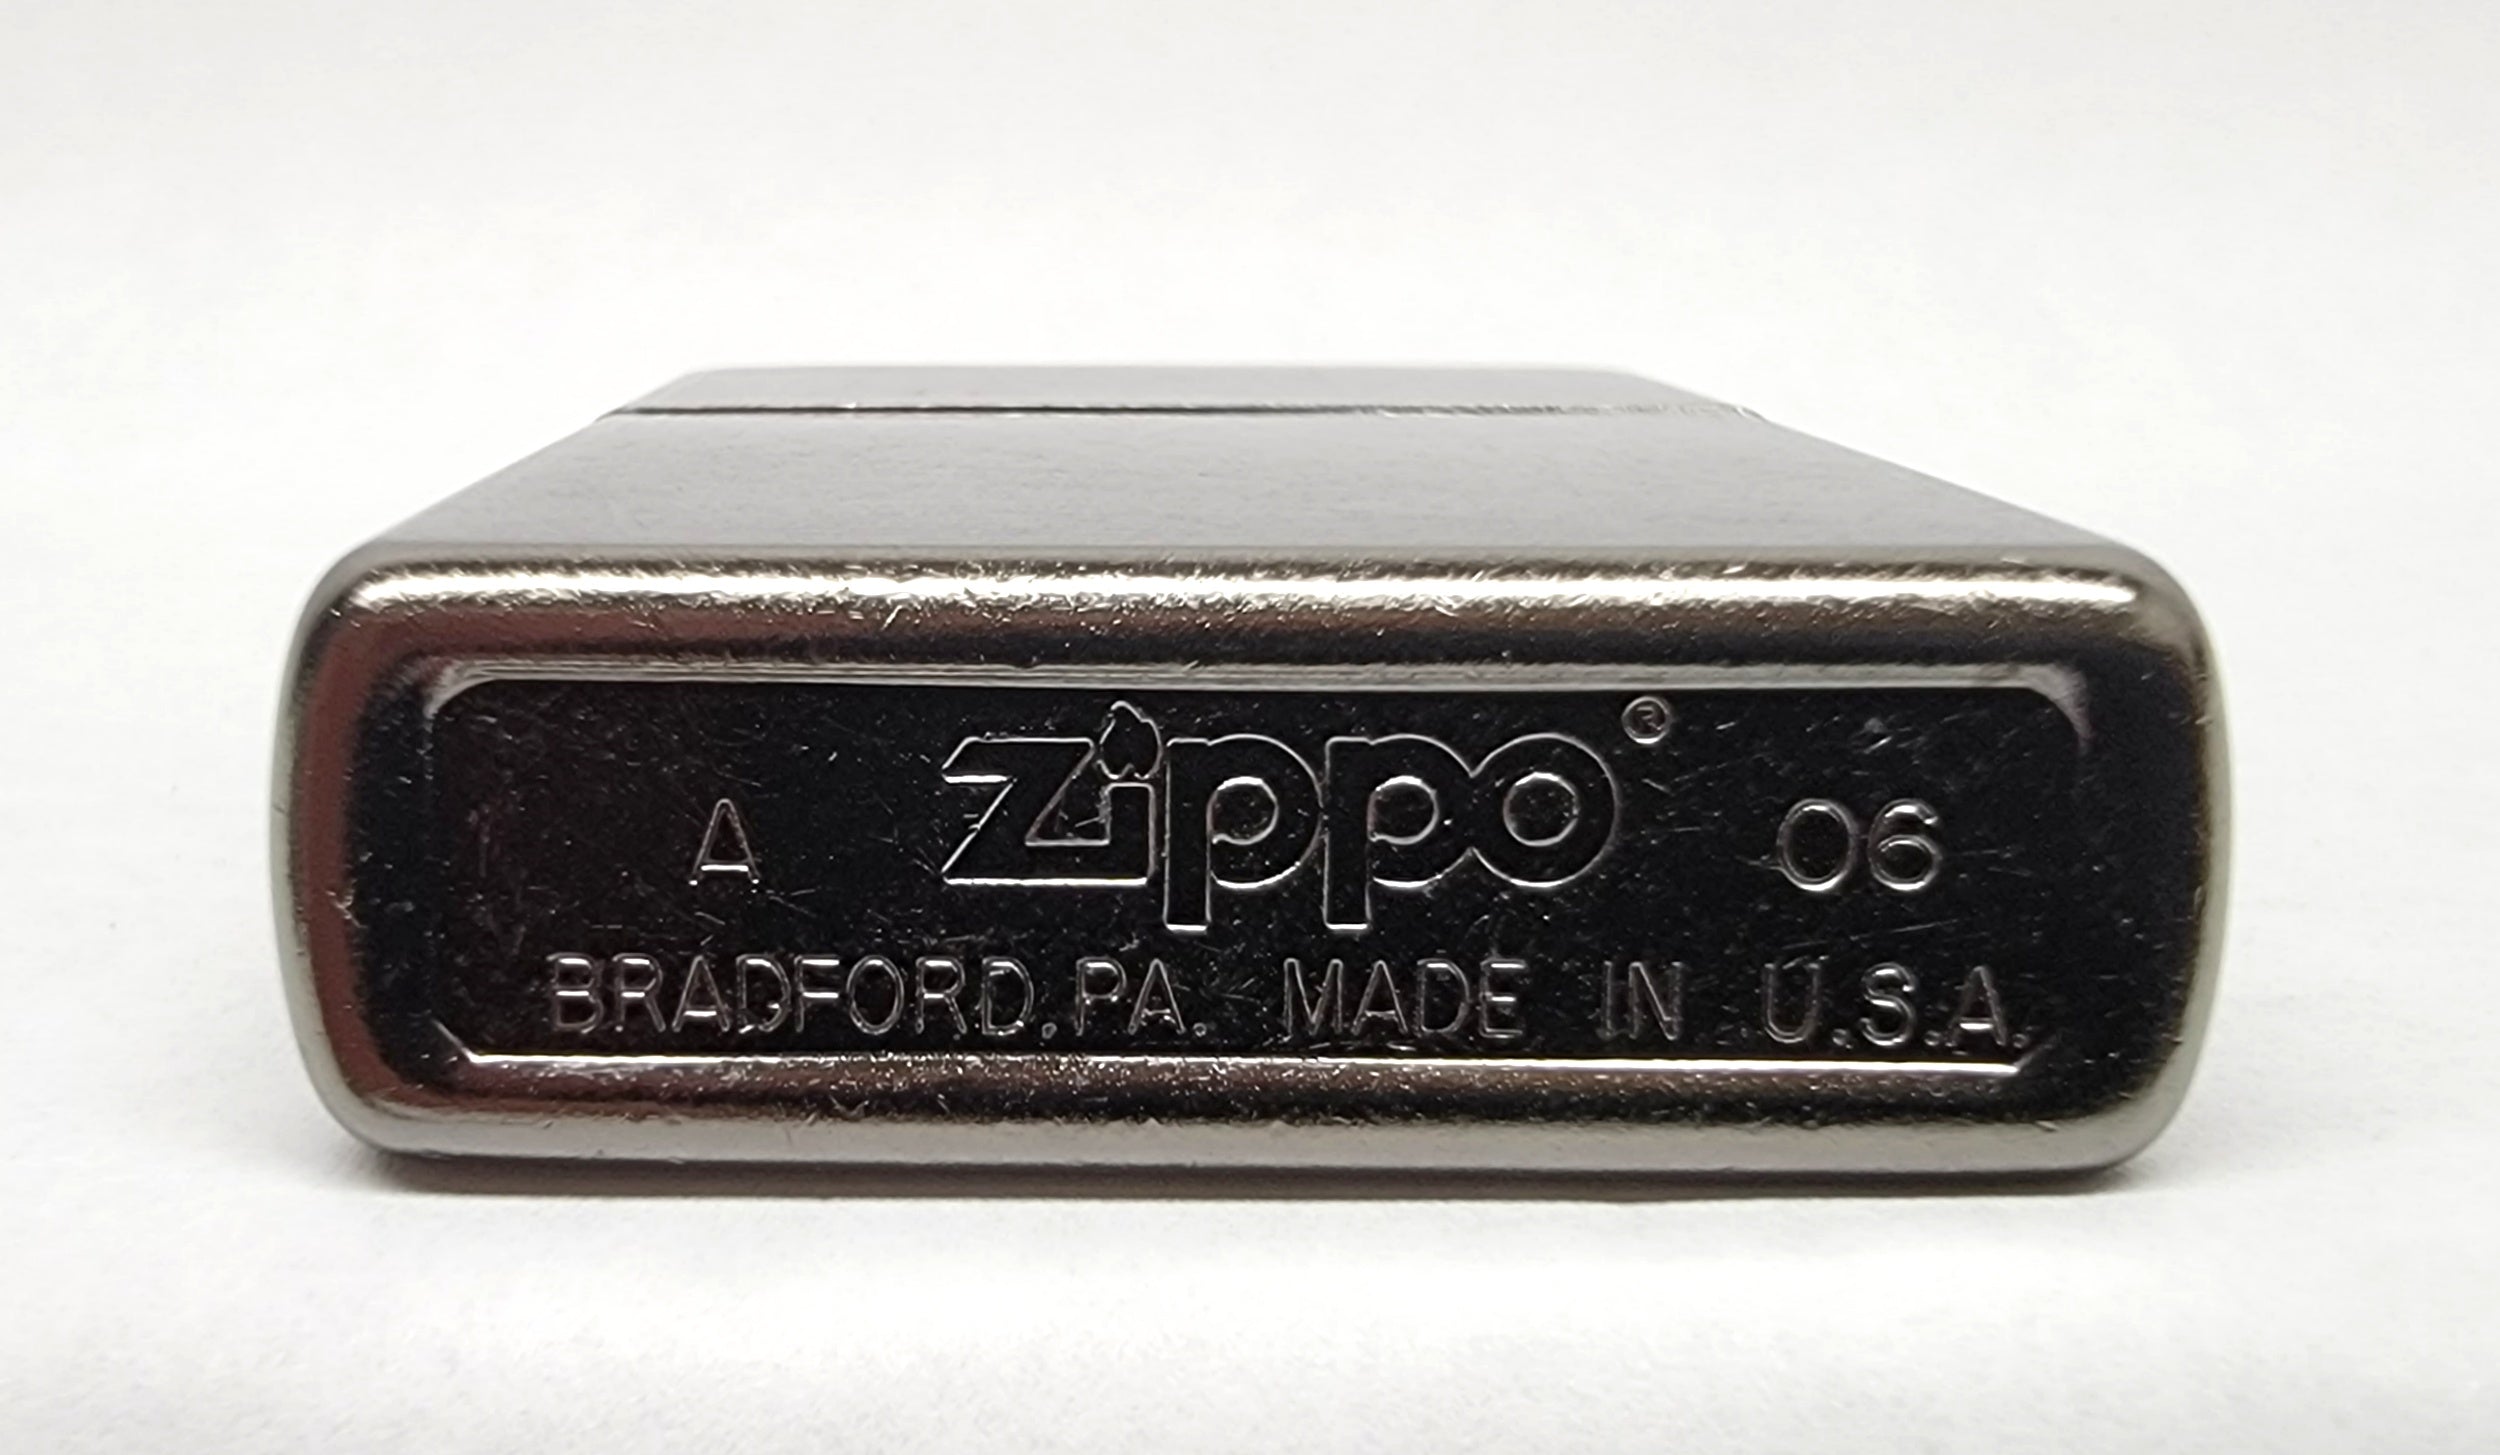 A zippo® 06
BRADFORD, PA. MADE IN U.S.A.